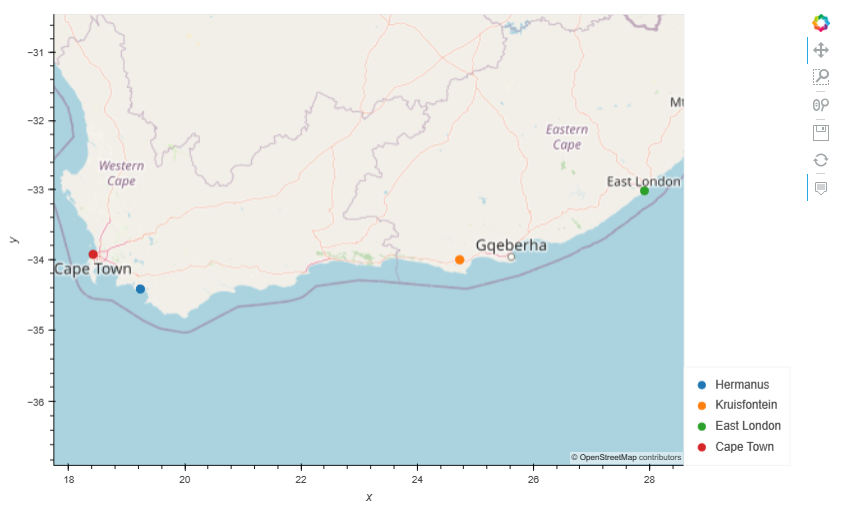 −31
−32
−33
−34
−35
−36
y
Western
Cape
Eastern
Cape
East London
Cape Town
Gqeberha
© OpenStreetMap contributors
18
20
22
24
26
28
x
Hermanus
Kruisfontein
East London
Cape Town